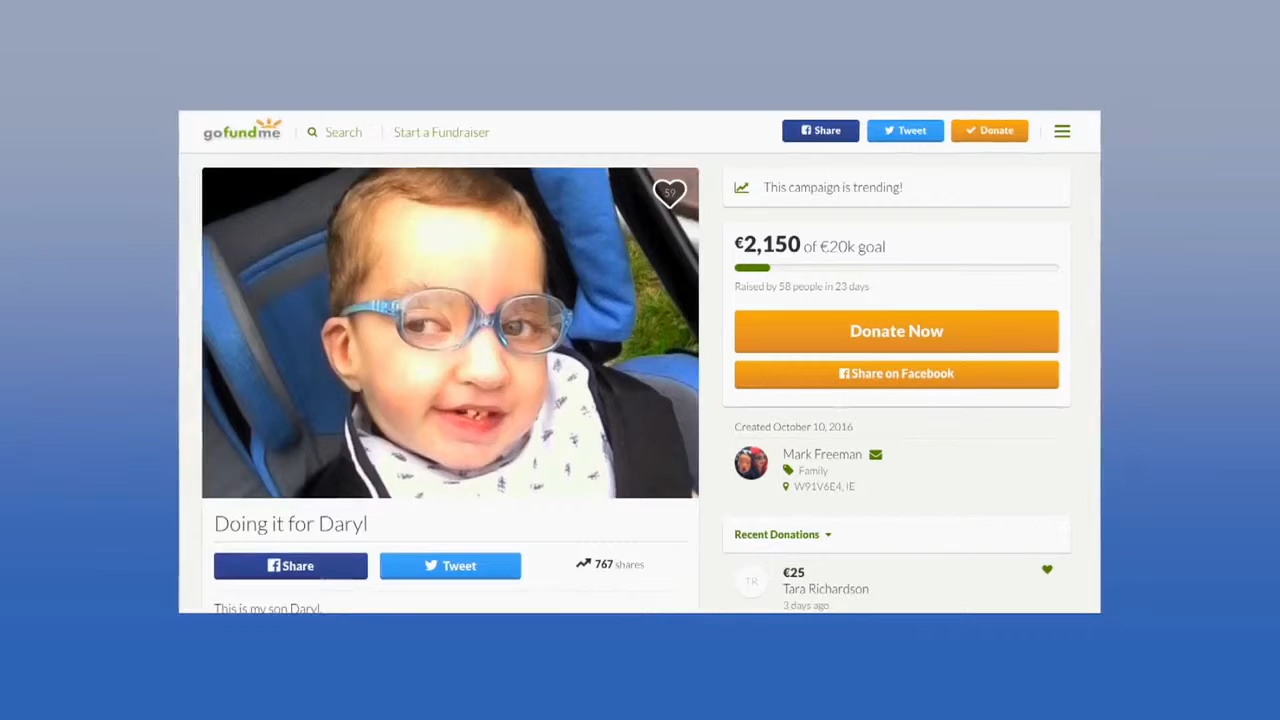 gofundme
Search
Start a Fundraiser
Share
Tweet
Donate
59
This campaign is trending!
€2,150 of €20k goal
Raised by 58 people in 23 days
Donate Now
Share on Facebook
Created October 10, 2016
Mark Freeman
Family
W91V6E4, IE
Doing it for Daryl
Share
Tweet
767 shares
This is my son Daryl.
Recent Donations
TR
€25
Tara Richardson
3 days ago